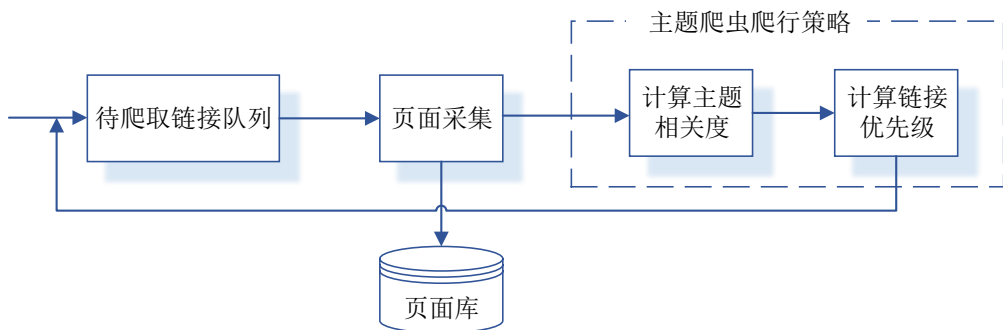 主题爬虫爬行策略
待爬取链接队列
页面采集
计算主题
相关度
计算链接
优先级
页面库